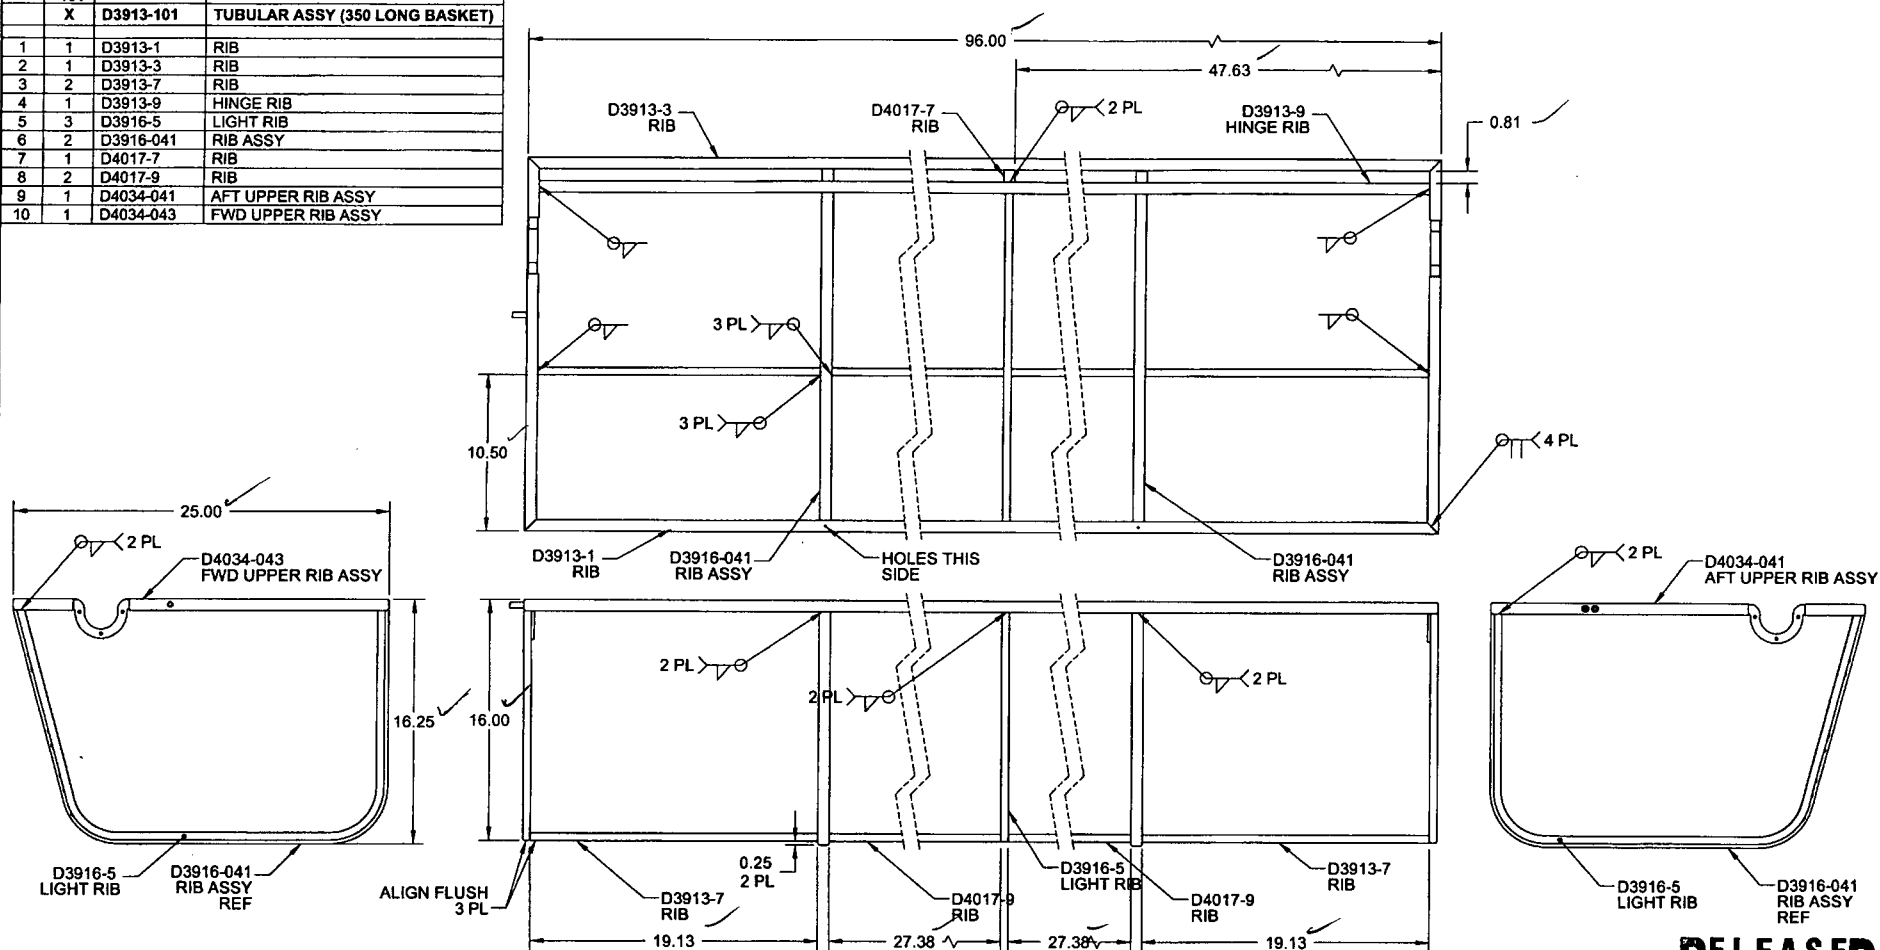 X D3913-101 TUBULAR ASSY (350 LONG BASKET)
1 1 D3913-1 RIB
2 1 D3913-3 RIB
3 2 D3913-7 RIB
4 1 D3913-9 HINGE RIB
5 3 D3916-5 LIGHT RIB
6 2 D3916-041 RIB ASSY
7 1 D4017-7 RIB
8 2 D4017-9 RIB
9 1 D4034-041 AFT UPPER RIB ASSY
10 1 D4034-043 FWD UPPER RIB ASSY
96.00
47.63
D3913-3
RIB
D4017-7
RIB
2 PL
D3913-9
HINGE RIB
0.81
3 PL
3 PL
10.50
4 PL
D3913-1
RIB
D3916-041
RIB ASSY
HOLES THIS
SIDE
D3916-041
RIB ASSY
25.00
2 PL
D4034-043
FWD UPPER RIB ASSY
16.25
D3916-5
LIGHT RIB
D3916-041
RIB ASSY
REF
16.00
2 PL
2 PL
2 PL
0.25
2 PL
ALIGN FLUSH
3 PL
D3913-7
RIB
D4017-9
RIB
D3916-5
LIGHT RIB
D4017-9
RIB
D3913-7
RIB
19.13
27.38
27.38
19.13
2 PL
D4034-041
AFT UPPER RIB ASSY
D3916-5
LIGHT RIB
D3916-041
RIB ASSY
REF
RELEASED